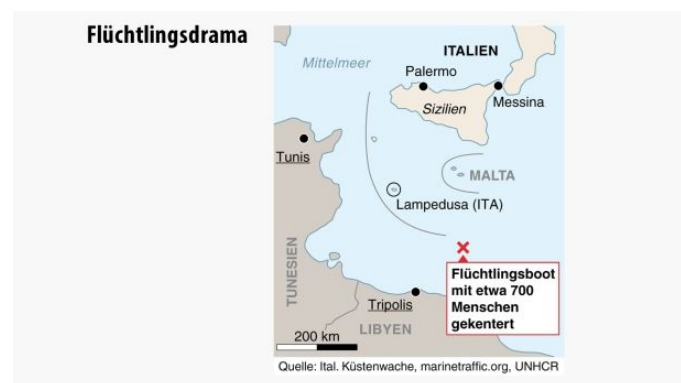 Flüchtlingsdrama
ITALIEN
Mittelmeer
Palermo
Sizilien
Messina
Tunis
MALTA
Lampedusa (ITA)
TUNESIEN
Flüchtlingsboot
mit etwa 700
Menschen
gekentert
Tripolis
LIBYEN
200 km
Quelle: Ital. Küstenwache, marinetraffic.org, UNHCR